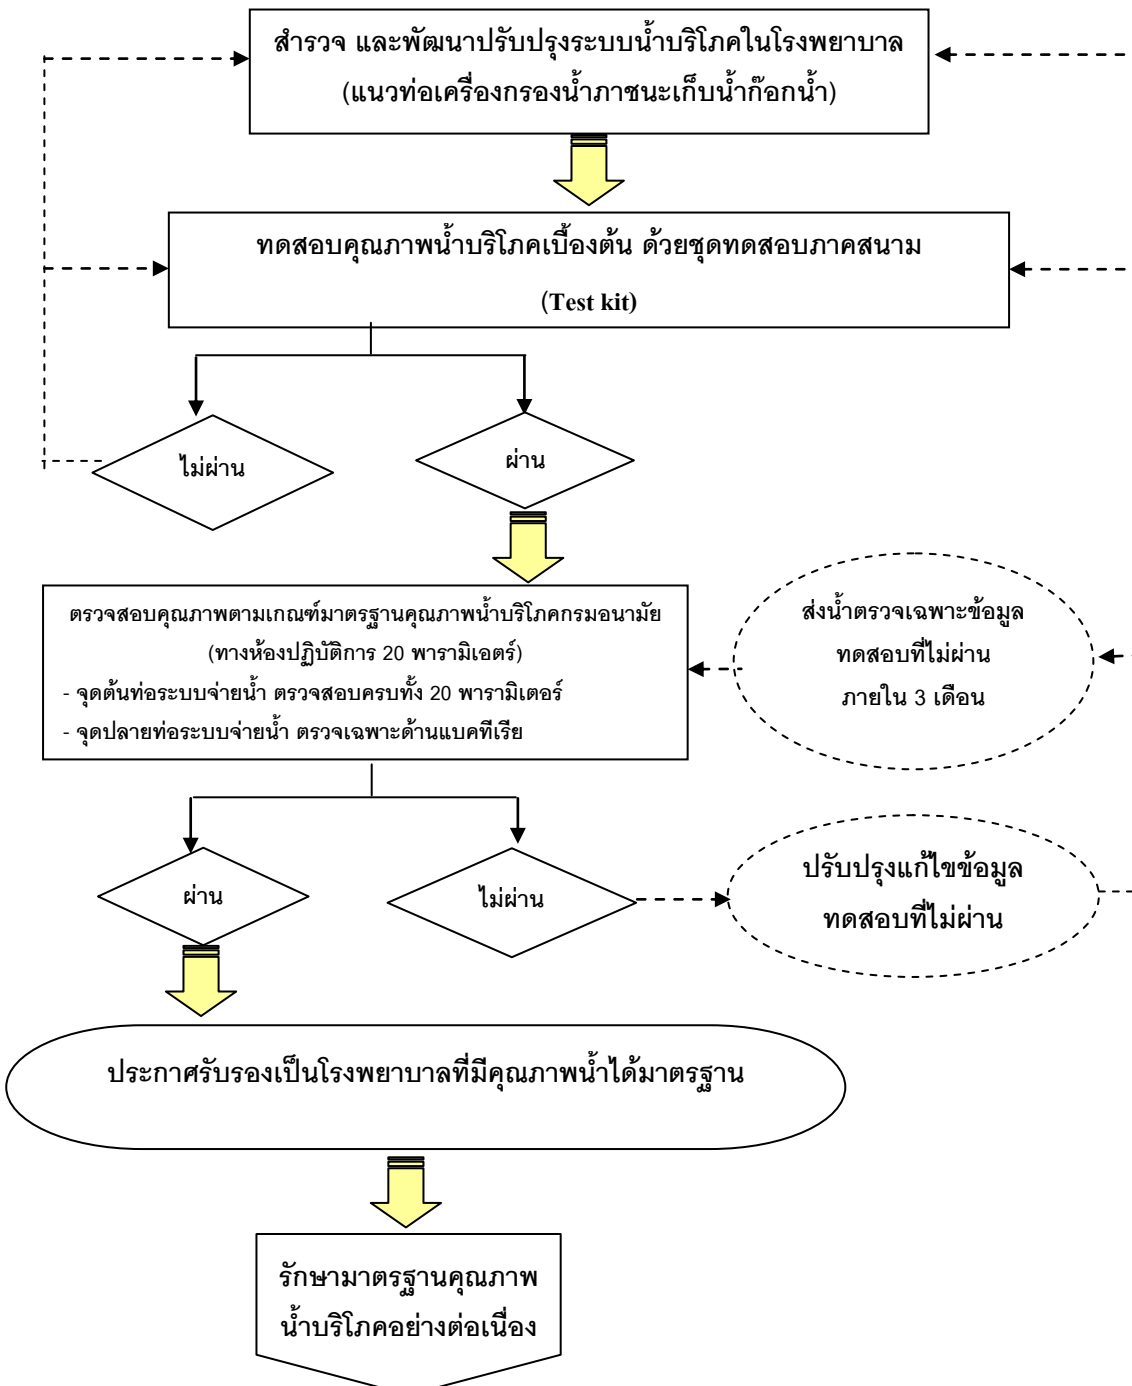 สำรวจ และพัฒนาปรับปรุงระบบน้ำบริโภคในโรงพยาบาล
(แนวท่อเครื่องกรองน้ำภาชนะเก็บน้ำก๊อกน้ำ)
ทดสอบคุณภาพน้ำบริโภคเบื้องต้น ด้วยชุดทดสอบภาคสนาม
(Test kit)
ไม่ผ่าน
ผ่าน
ตรวจสอบคุณภาพตามเกณฑ์มาตรฐานคุณภาพน้ำบริโภคกรมอนามัย
(ทางห้องปฏิบัติการ 20 พารามิเอตร์)
- จุดต้นท่อระบบจ่ายน้ำ ตรวจสอบครบทั้ง 20 พารามิเตอร์
- จุดปลายท่อระบบจ่ายน้ำ ตรวจเฉพาะด้านแบคทีเรีย
ส่งน้ำตรวจเฉพาะข้อมูล
ทดสอบที่ไม่ผ่าน
ภายใน 3 เดือน
ผ่าน
ไม่ผ่าน
ปรับปรุงแก้ไขข้อมูล
ทดสอบที่ไม่ผ่าน
ประกาศรับรองเป็นโรงพยาบาลที่มีคุณภาพน้ำได้มาตรฐาน
รักษามาตรฐานคุณภาพ
น้ำบริโภคอย่างต่อเนื่อง